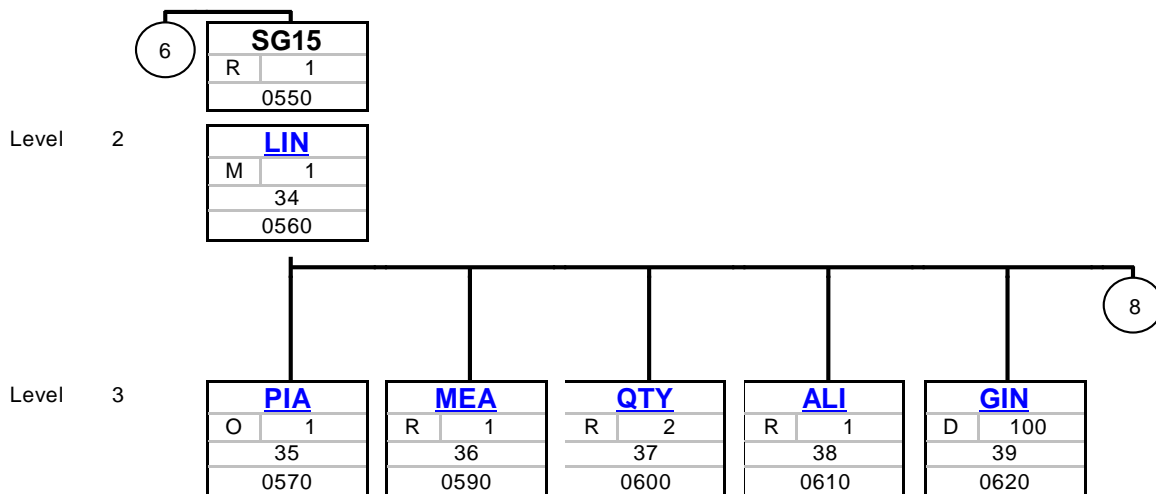 6
SG15
R 1
0550
Level 2
LIN
M 1
34
0560
8
Level 3
PIA MEA QTY ALI GIN
O 1 R 1 R 2 R 1 D 100
35 36 37 38 39
0570 0590 0600 0610 0620